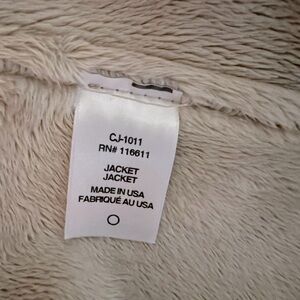 CJ-1011
RN# 116611
JACKET
JACKET
MADE IN USA
FABRIQUÉ AU USA